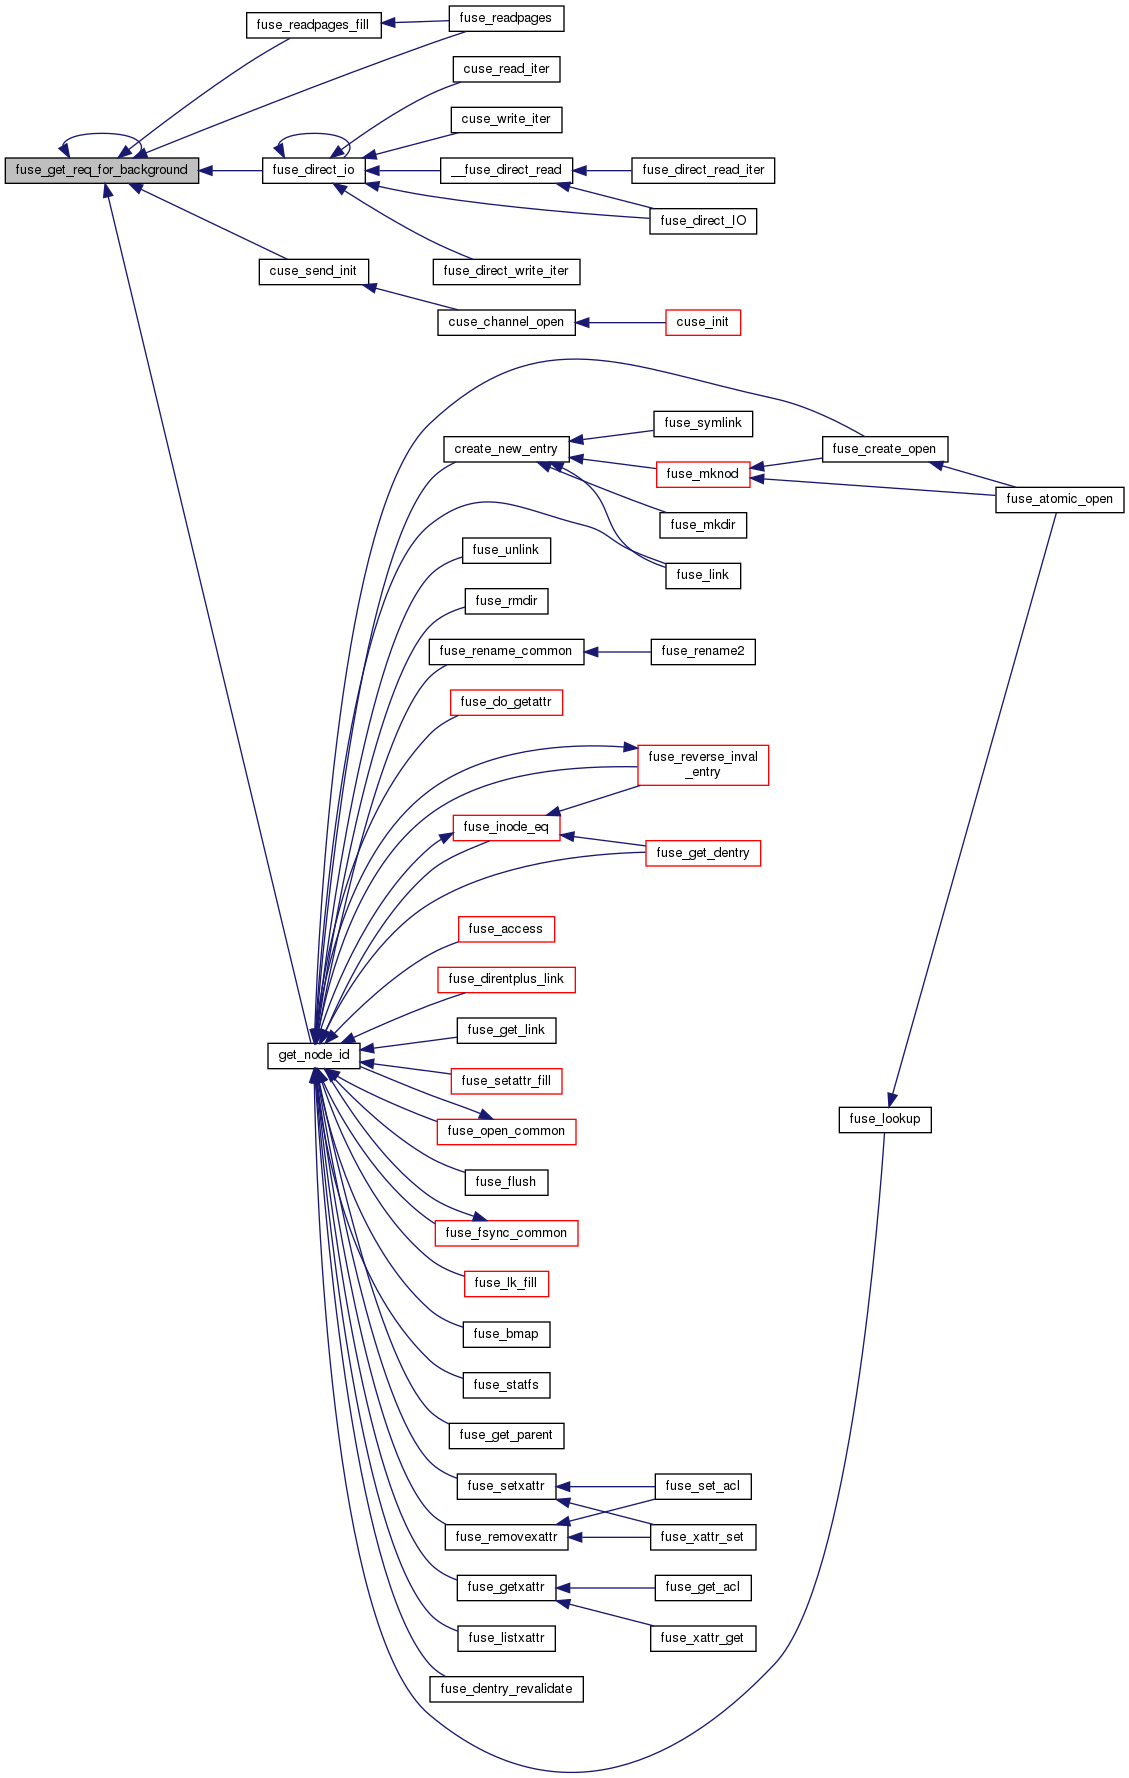 fuse_readpages_fill
fuse_readpages
cuse_read_iter
cuse_write_iter
fuse_get_req_for_background
fuse_direct_io
__fuse_direct_read
fuse_direct_read_iter
fuse_direct_IO
cuse_send_init
fuse_direct_write_iter
cuse_channel_open
cuse_init
fuse_symlink
create_new_entry
fuse_create_open
fuse_mknod
fuse_atomic_open
fuse_mkdir
fuse_unlink
fuse_link
fuse_rmdir
fuse_rename_common
fuse_rename2
fuse_do_getattr
fuse_reverse_inval
_entry
fuse_inode_eq
fuse_get_dentry
fuse_access
fuse_direntplus_link
fuse_get_link
get_node_id
fuse_setattr_fill
fuse_lookup
fuse_open_common
fuse_flush
fuse_fsync_common
fuse_lk_fill
fuse_bmap
fuse_statfs
fuse_get_parent
fuse_setxattr
fuse_set_acl
fuse_removexattr
fuse_xattr_set
fuse_getxattr
fuse_get_acl
fuse_listxattr
fuse_xattr_get
fuse_dentry_revalidate